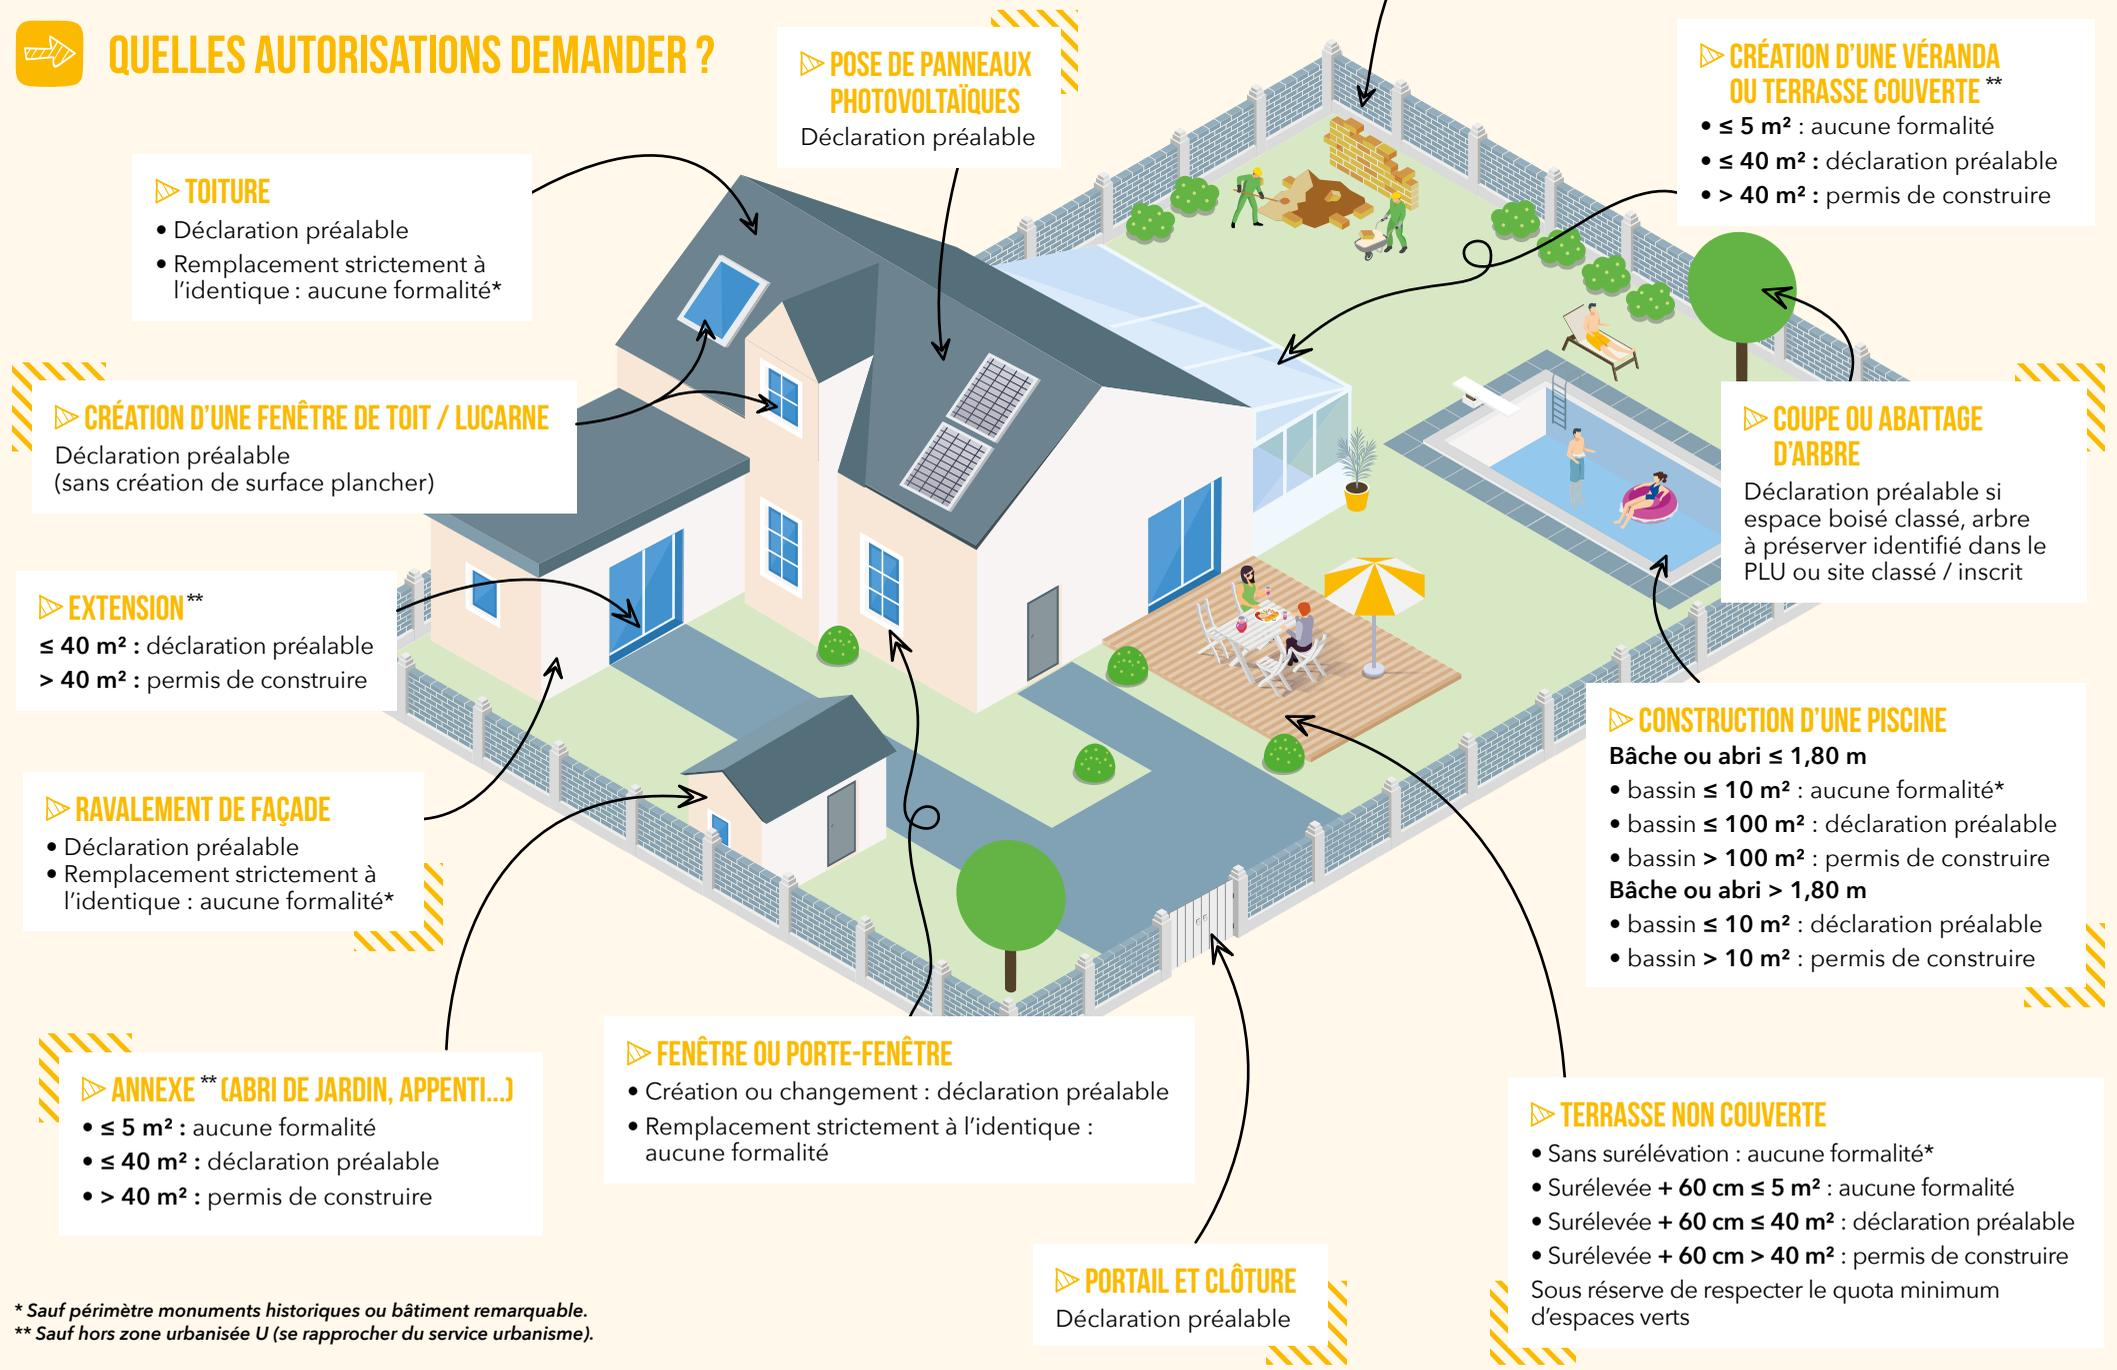 QUELLES AUTORISATIONS DEMANDER ?
POSE DE PANNEAUX
PHOTOVOLTAÏQUES
Déclaration préalable
CRÉATION D'UNE VÉRANDA
OU TERRASSE COUVERTE **
• ≤ 5 m² : aucune formalité
• ≤ 40 m² : déclaration préalable
• > 40 m² : permis de construire
TOITURE
• Déclaration préalable
• Remplacement strictement à
l'identique : aucune formalité*
CRÉATION D'UNE FENÊTRE DE TOIT / LUCARNE
Déclaration préalable
(sans création de surface plancher)
COUPE OU ABATTAGE
D'ARBRE
Déclaration préalable si
espace boisé classé, arbre
à préserver identifié dans le
PLU ou site classé / inscrit
EXTENSION **
≤ 40 m² : déclaration préalable
> 40 m² : permis de construire
CONSTRUCTION D'UNE PISCINE
Bâche ou abri ≤ 1,80 m
• bassin ≤ 10 m² : aucune formalité*
• bassin ≤ 100 m² : déclaration préalable
• bassin > 100 m² : permis de construire
Bâche ou abri > 1,80 m
• bassin ≤ 10 m² : déclaration préalable
• bassin > 10 m² : permis de construire
RAVALEMENT DE FAÇADE
• Déclaration préalable
• Remplacement strictement à
l'identique : aucune formalité*
ANNEXE ** (ABRI DE JARDIN, APPENTI...)
• ≤ 5 m² : aucune formalité
• ≤ 40 m² : déclaration préalable
• > 40 m² : permis de construire
FENÊTRE OU PORTE-FENÊTRE
• Création ou changement : déclaration préalable
• Remplacement strictement à l'identique :
aucune formalité
TERRASSE NON COUVERTE
• Sans surélévation : aucune formalité*
• Surélevée + 60 cm ≤ 5 m² : aucune formalité
• Surélevée + 60 cm ≤ 40 m² : déclaration préalable
• Surélevée + 60 cm > 40 m² : permis de construire
Sous réserve de respecter le quota minimum
d'espaces verts
PORTAIL ET CLÔTURE
Déclaration préalable
* Sauf périmètre monuments historiques ou bâtiment remarquable.
** Sauf hors zone urbanisée U (se rapprocher du service urbanisme).